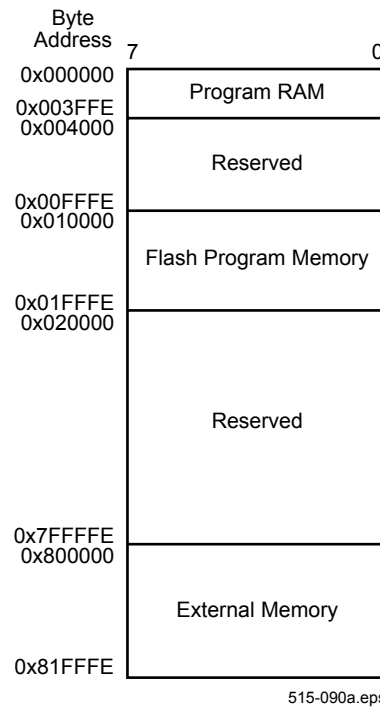 Byte
Address
7 0
0x000000
Program RAM
0x003FFE
0x004000
Reserved
0x00FFFE
0x010000
Flash Program Memory
0x01FFFE
0x020000
Reserved
0x7FFFFE
0x800000
External Memory
0x81FFFE
515-090a.eps